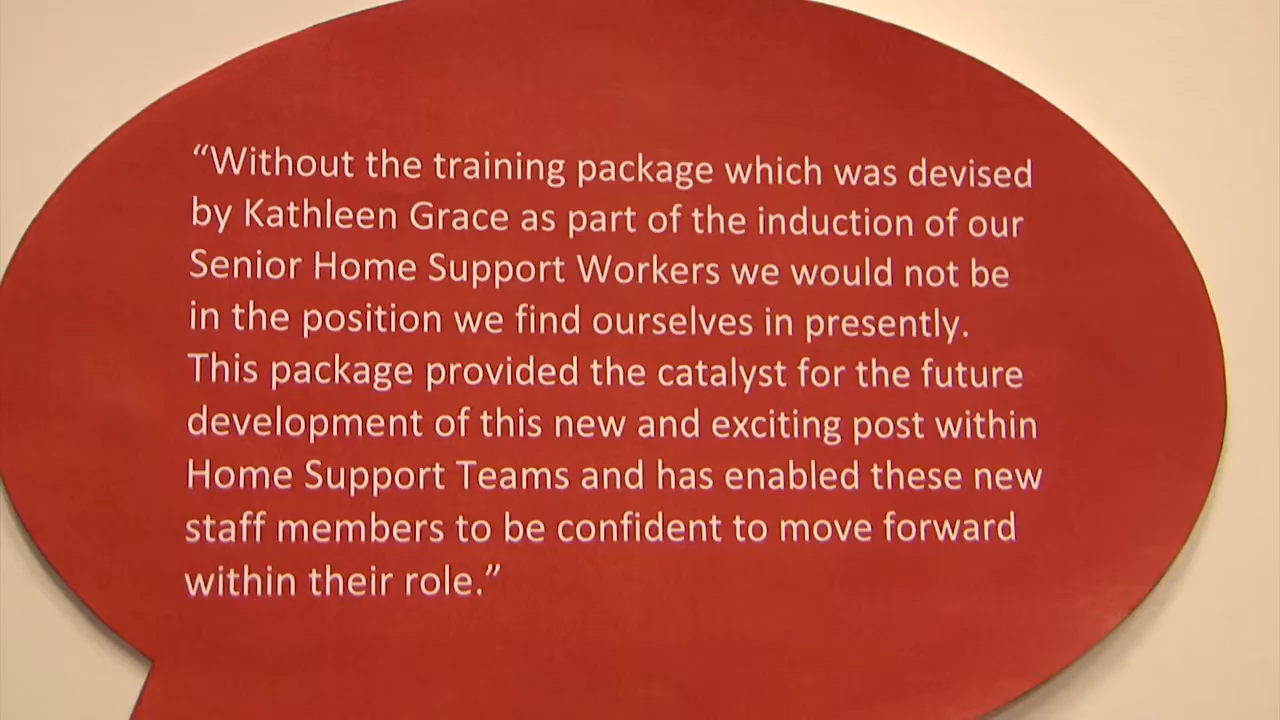 “Without the training package which was devised
by Kathleen Grace as part of the induction of our
Senior Home Support Workers we would not be
in the position we find ourselves in presently.
This package provided the catalyst for the future
development of this new and exciting post within
Home Support Teams and has enabled these new
staff members to be confident to move forward
within their role.”